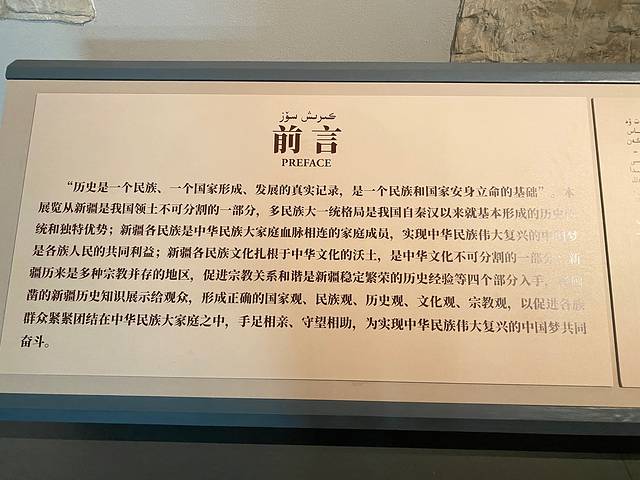 كىرىش سۆز
前言
PREFACE
“历史是一个民族、一个国家形成、发展的真实记录，是一个民族和国家安身立命的基础”。本
展览从新疆是我国领土不可分割的一部分，多民族大一统格局是我国自秦汉以来就基本形成的历史传
统和独特优势；新疆各民族是中华民族大家庭血脉相连的家庭成员，实现中华民族伟大复兴的中国梦
是各族人民的共同利益；新疆各民族文化扎根于中华文化的沃土，是中华文化不可分割的一部分；新
疆历来是多种宗教并存的地区，促进宗教关系和谐是新疆稳定繁荣的历史经验等四个部分入手，
凿的新疆历史知识展示给观众，形成正确的国家观、民族观、历史观、文化观、宗教观，以促进各族
群众紧紧团结在中华民族大家庭之中，手足相亲、守望相助，为实现中华民族伟大复兴的中国梦共同
奋斗。